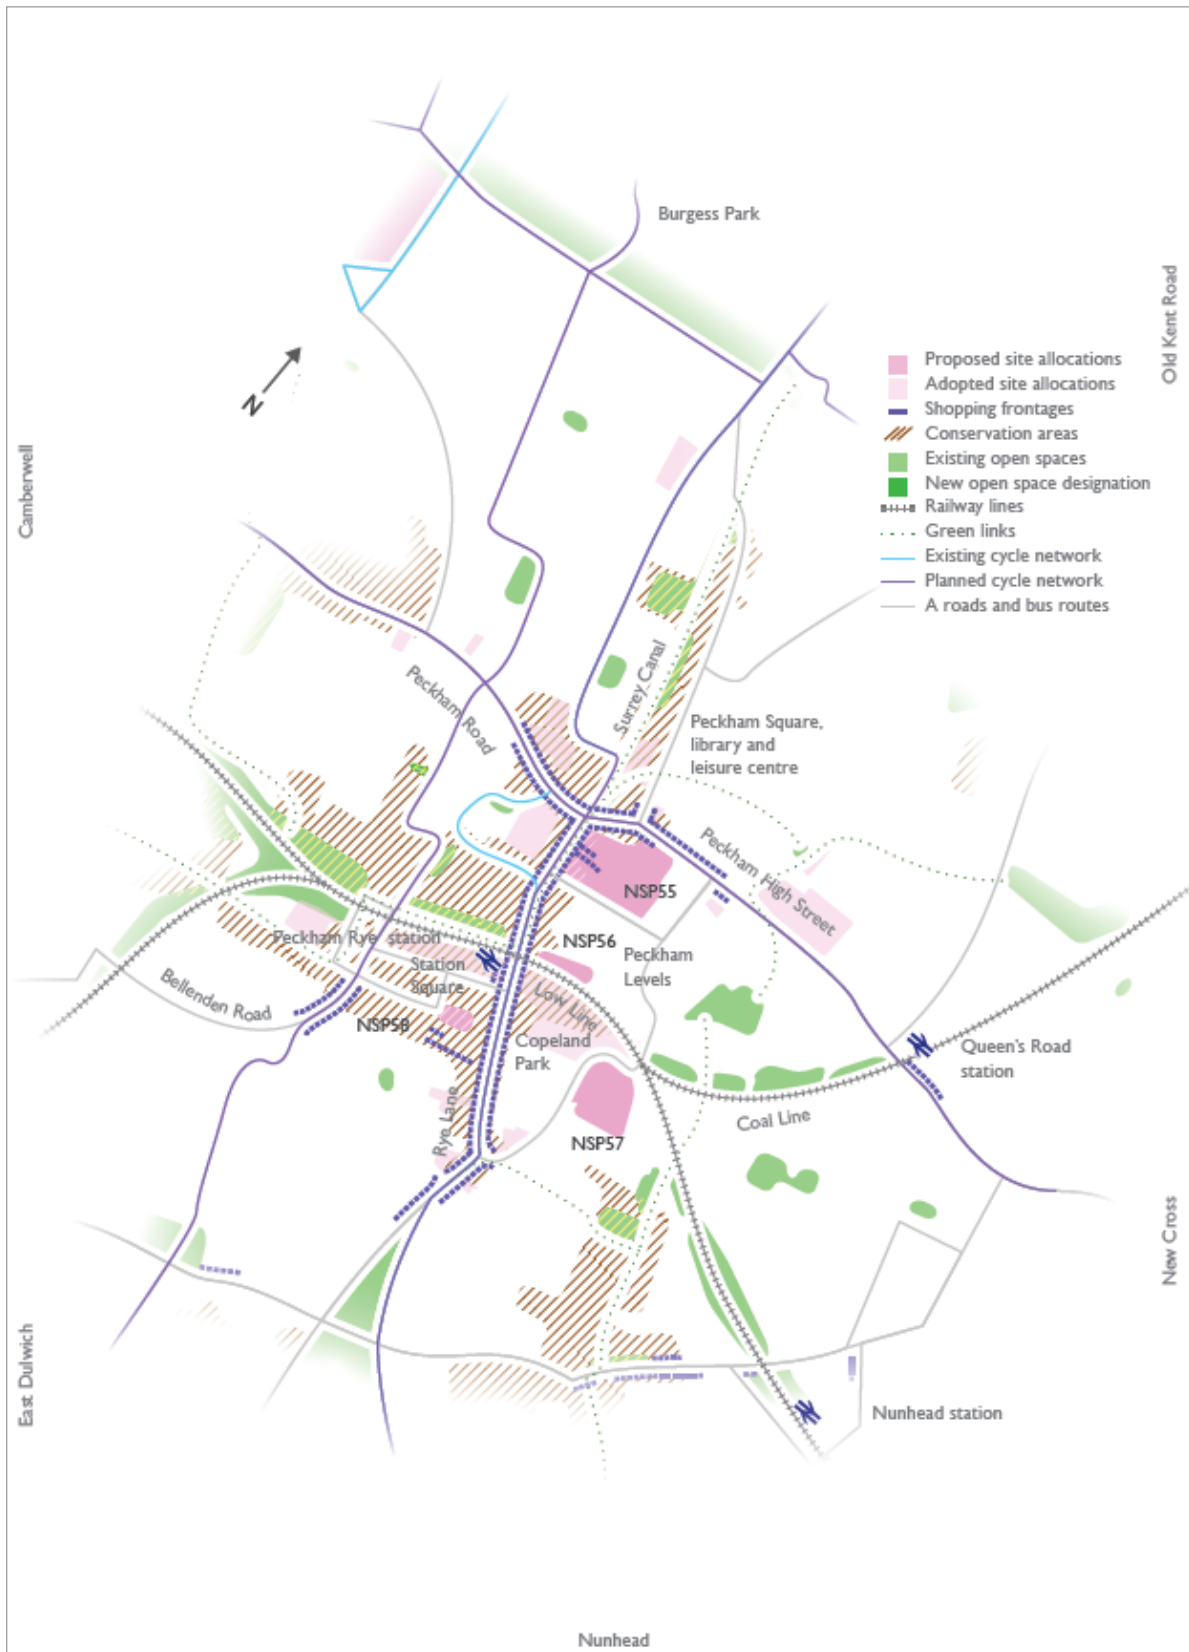 Burgess Park
Old Kent Road
Proposed site allocations
Adopted site allocations
Shopping frontages
Conservation areas
Existing open spaces
New open space designation
Railway lines
Green links
Existing cycle network
Planned cycle network
A roads and bus routes
N
Camberwell
Peckham Road
Surrey Canal
Peckham Square,
library and
leisure centre
Peckham High Street
NSP55
NSP56
Peckham
Levels
Peckham Rye station
Station
Square
Low Line
Bellenden Road
NSP58
Copeland
Park
Queen's Road
station
Rye Lane
Coal Line
NSP57
New Cross
East Dulwich
Nunhead station
Nunhead